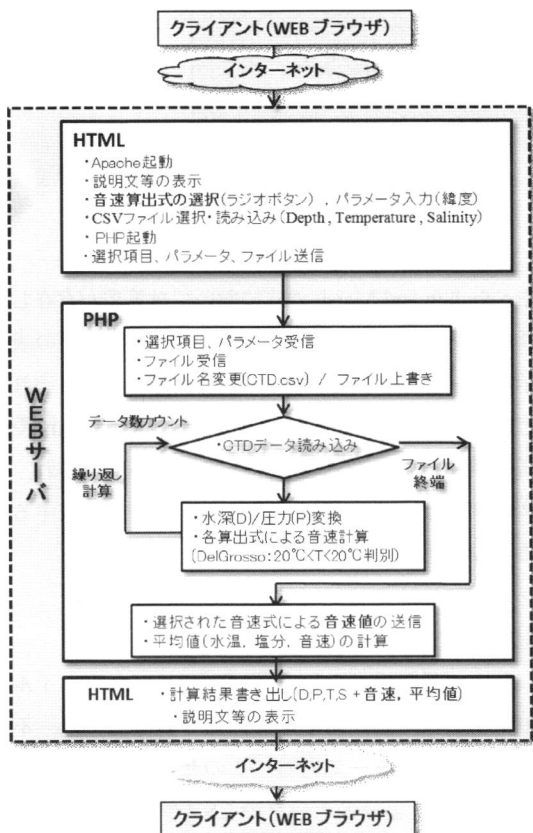 クライアント(WEB ブラウザ)
インターネット
HTML
・Apache起動
・説明文等の表示
・音速算出式の選択(ラジオボタン) , パラメータ入力(緯度)
・CSVファイル選択・読み込み(Depth , Temperature , Salinity)
・PHP起動
・選択項目、パラメータ、ファイル送信
WEBサーバ
PHP
・選択項目、パラメータ受信
・ファイル受信
・ファイル名変更(CTD.csv) / ファイル上書き
データ数カウント
・CTDデータ読み込み
繰り返し
計算
ファイル
終端
・水深(D)/圧力(P)変換
・各算出式による音速計算
(DelGrosso:20℃<T<20℃判別)
・選択された音速式による音速値の送信
・平均値(水温, 塩分, 音速)の計算
HTML ・計算結果書き出し(D,P,T,S + 音速, 平均値)
・説明文等の表示
インターネット
クライアント(WEB ブラウザ)